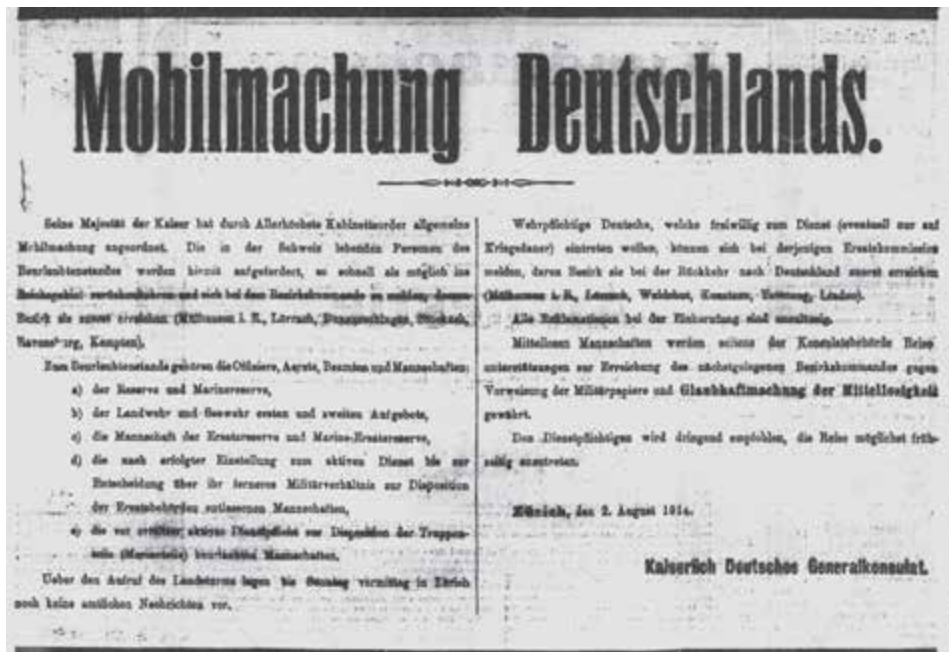 Mobilmachung Deutschlands.
Seine Majestät der Kaiser hat durch Allerhöchste Kabinettsorder allgemeine
Mobilmachung angeordnet. Die in der Schweiz lebenden Personen des
Beurlaubtenstandes werden hiemit aufgefordert, so schnell als möglich ins
Reichsgebiet zurückzukehren und sich bei dem Bezirkskommando zu melden, dessen
Bezirk sie zuerst erreichen (Mülhausen i. E., Lörrach, Donaueschingen, Stockach,
Ravensburg, Kempten).
Zum Beurlaubtenstande gehören die Offiziere, Aerzte, Beamten und Mannschaften:
a) der Reserve und Marinereserve,
b) der Landwehr und Seewehr ersten und zweiten Aufgebots,
c) die Mannschaft der Ersatzreserve und Marine-Ersatzreserve,
d) die nach erfolgter Einstellung zum aktiven Dienst bis zur
Entscheidung über ihr ferneres Militärverhältnis zur Disposition
der Ersatzbehörden entlassenen Mannschaften,
e) die vor erfüllter aktiver Dienstpflicht zur Disposition der Truppen-
teile (Marineteile) beurlaubten Mannschaften.
Ueber den Aufruf des Landsturms lagen bis Sonntag vormittag in Zürich
noch keine amtlichen Nachrichten vor.
Wehrpflichtige Deutsche, welche freiwillig zum Dienst (eventuell nur auf
Kriegsdauer) eintreten wollen, können sich bei derjenigen Ersatzkommission
melden, deren Bezirk sie bei der Rückkehr nach Deutschland zuerst erreichen
(Mülhausen i. E., Lörrach, Waldshut, Konstanz, Tettnang, Lindau).
Alle Reklamationen bei der Einberufung sind unzulässig.
Mittellosen Mannschaften werden seitens der Konsulatsbehörde Reise-
unterstützungen zur Erreichung des nächstgelegenen Bezirkskommandos gegen
Vorweisung der Militärpapiere und Glaubhaftmachung der Mittellosigkeit
gewährt.
Den Dienstpflichtigen wird dringend empfohlen, die Reise möglichst früh-
zeitig anzutreten.
Zürich, den 2. August 1914.
Kaiserlich Deutsches Generalkonsulat.